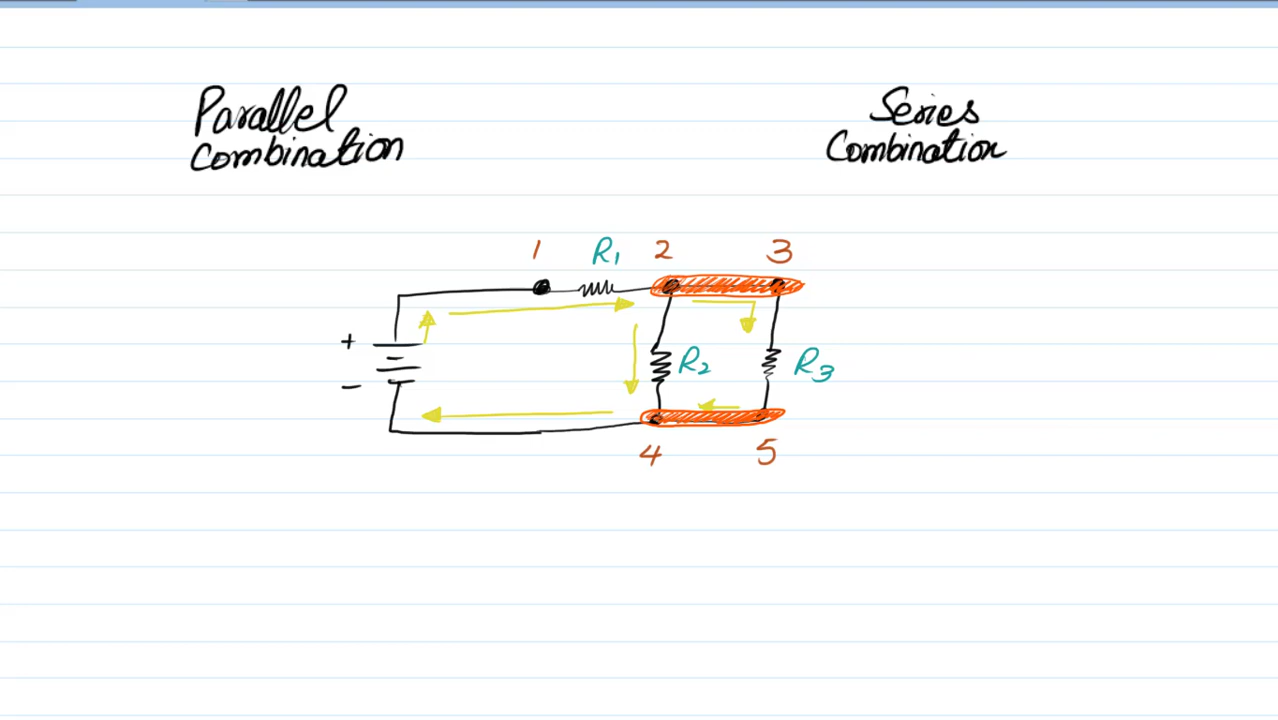 Parallel
Combination
Series
Combination
1 R1 2 3
+
-
R2 R3
4 5